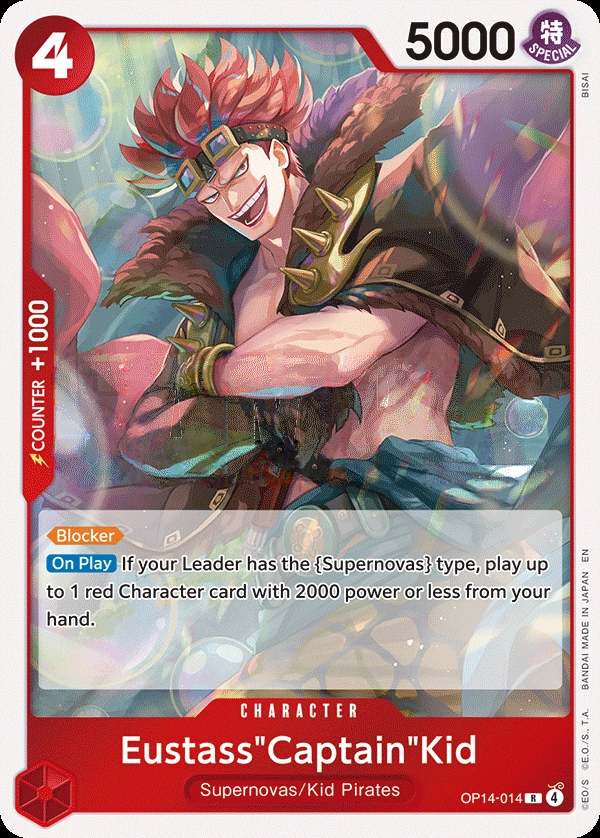 4
5000
特
SPECIAL
BISAI
COUNTER +1000
Blocker
On Play If your Leader has the {Supernovas} type, play up
to 1 red Character card with 2000 power or less from your
hand.
CHARACTER
Eustass"Captain"Kid
Supernovas/Kid Pirates
OP14-014 R 4
©E.O/S ©E.O./S., T.A. BANDAI MADE IN JAPAN EN